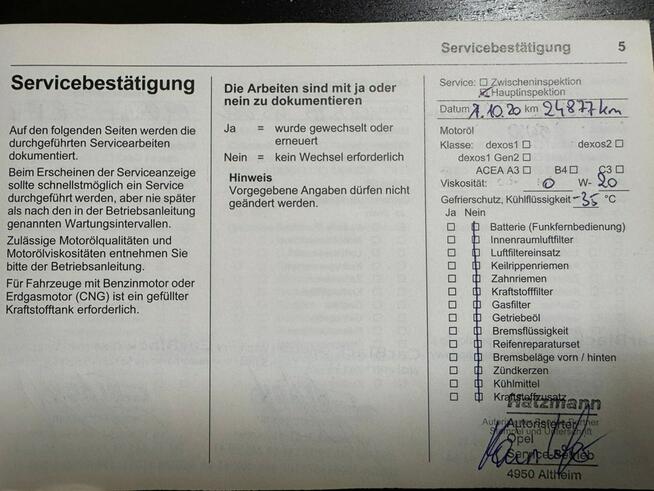 Servicebestätigung 5
Servicebestätigung
Auf den folgenden Seiten werden die
durchgeführten Servicearbeiten
dokumentiert.
Beim Erscheinen der Serviceanzeige
sollte schnellstmöglich ein Service
durchgeführt werden, aber nie später
als nach den in der Betriebsanleitung
genannten Wartungsintervallen.
Zulässige Motorölqualitäten und
Motorölviskositäten entnehmen Sie
bitte der Betriebsanleitung.
Für Fahrzeuge mit Benzinmotor oder
Erdgasmotor (CNG) ist ein gefüllter
Kraftstofftank erforderlich.
Die Arbeiten sind mit ja oder
nein zu dokumentieren
Ja = wurde gewechselt oder
erneuert
Nein = kein Wechsel erforderlich
Hinweis
Vorgegebene Angaben dürfen nicht
geändert werden.
Service: ☐ Zwischeninspektion
☒ Hauptinspektion
Datum 1.10.20 km 24877km
Motoröl
Klasse: dexos1 ☐ dexos2 ☐
dexos1 Gen2 ☐
ACEA A3 ☐ B4 ☐ C3 ☐
Viskosität: 0 W- 20
Gefrierschutz, Kühlflüssigkeit -35 °C
Ja Nein
☐ ☐ Batterie (Funkfernbedienung)
☐ ☐ Innenraumluftfilter
☐ ☐ Luftfiltereinsatz
☐ ☐ Keilrippenriemen
☐ ☐ Zahnriemen
☐ ☐ Kraftstofffilter
☐ ☐ Gasfilter
☐ ☐ Getriebeöl
☐ ☐ Bremsflüssigkeit
☐ ☐ Reifenreparaturset
☐ ☐ Bremsbeläge vorn / hinten
☐ ☐ Zündkerzen
☐ ☐ Kühlmittel
☐ ☐ Kraftstoffzusatz
Hatzmann
Autorisierter
Stempel und Unterschrift
Opel
Service-Betrieb
4950 Altheim